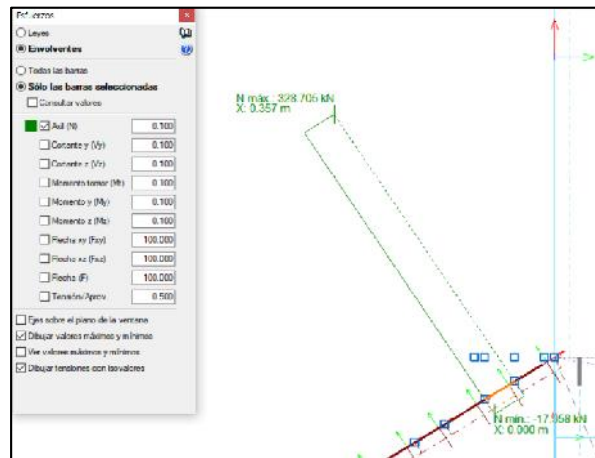 Esfuerzos
Leyes
Envolventes
Todas las barras
Sólo las barras seleccionadas
Consultar valores
Axil (N) 0.100
Cortante y (Vy) 0.100
Cortante z (Vz) 0.100
Momento torsor (Mt) 0.100
Momento y (My) 0.100
Momento z (Mz) 0.100
Flecha xy (Fxy) 100.000
Flecha xz (Fxz) 100.000
Flecha (F) 100.000
Tensión/Aprov. 0.500
Ejes sobre el plano de la ventana
Dibujar valores máximos y mínimos
Ver valores máximos y mínimos
Dibujar tensiones con isovalores
N máx.: 328.705 kN
X: 0.357 m
N mín.: kN
X: 0.000 m